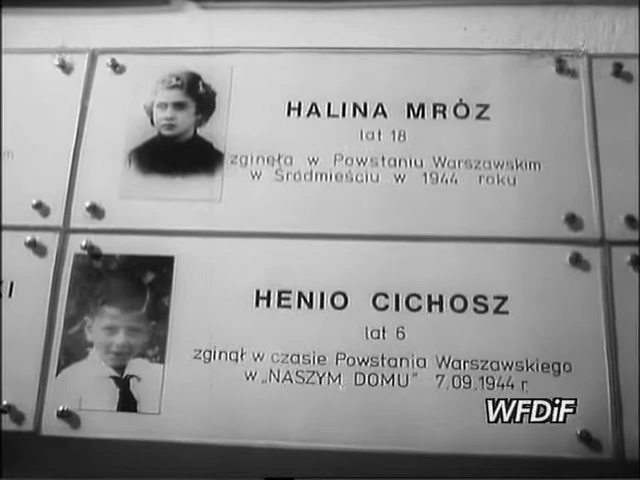 HALINA MRÓZ
lat 18
zginęła w Powstaniu Warszawskim
w Śródmieściu w 1944 roku
HENIO CICHOSZ
lat 6
zginął w czasie Powstania Warszawskiego
w „NASZYM DOMU" 7.09.1944 r.
WFDiF